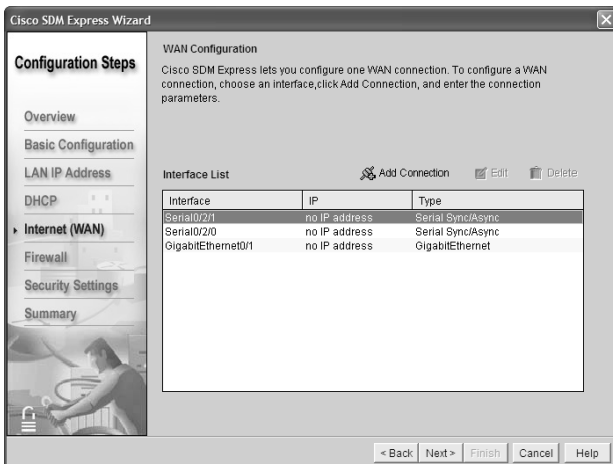 Cisco SDM Express Wizard
Configuration Steps
Overview
Basic Configuration
LAN IP Address
DHCP
Internet (WAN)
Firewall
Security Settings
Summary
WAN Configuration
Cisco SDM Express lets you configure one WAN connection. To configure a WAN
connection, choose an interface,click Add Connection, and enter the connection
parameters.
Interface List Add Connection Edit Delete
Interface IP Type
Serial0/2/1 no IP address Serial Sync/Async
Serial0/2/0 no IP address Serial Sync/Async
GigabitEthernet0/1 no IP address GigabitEthernet
< Back Next > Finish Cancel Help